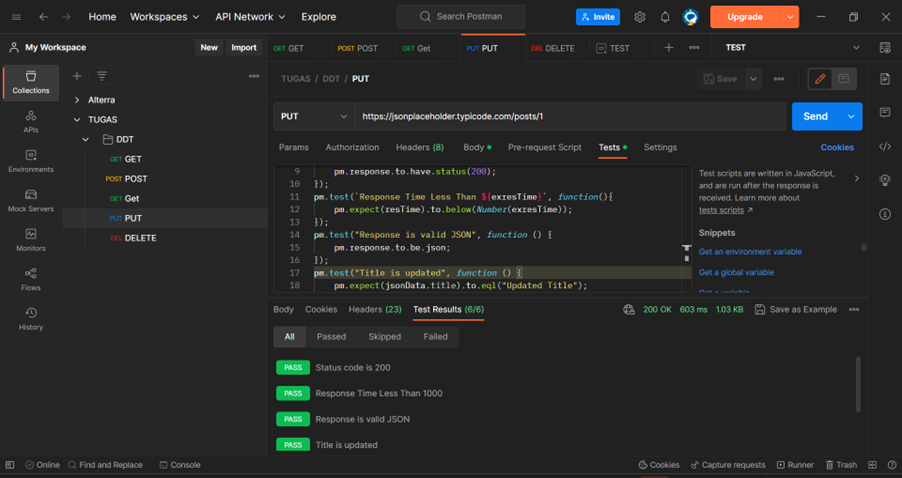 Home Workspaces API Network Explore Search Postman Invite Upgrade
My Workspace New Import GET GET POST POST GET Get PUT PUT DEL DELETE TEST TEST
Collections
APIs
Environments
Mock Servers
Monitors
Flows
History
Alterra
TUGAS
DDT
GET GET
POST POST
GET Get
PUT PUT
DEL DELETE
TUGAS / DDT / PUT Save
PUT https://jsonplaceholder.typicode.com/posts/1 Send
Params Authorization Headers (8) Body Pre-request Script Tests Settings Cookies
9 pm.response.to.have.status(200);
10 });
11 pm.test(`Response Time Less Than ${exresTime}`, function(){
12 pm.expect(resTime).to.below(Number(exresTime));
13 });
14 pm.test("Response is valid JSON", function () {
15 pm.response.to.be.json;
16 });
17 pm.test("Title is updated", function () {
18 pm.expect(jsonData.title).to.eql("Updated Title");
Test scripts are written in JavaScript,
and are run after the response is
received. Learn more about
tests scripts
Snippets
Get an environment variable
Get a global variable
Body Cookies Headers (23) Test Results (6/6) 200 OK 603 ms 1.03 KB Save as Example
All Passed Skipped Failed
PASS Status code is 200
PASS Response Time Less Than 1000
PASS Response is valid JSON
PASS Title is updated
Online Find and Replace Console Cookies Capture requests Runner Trash